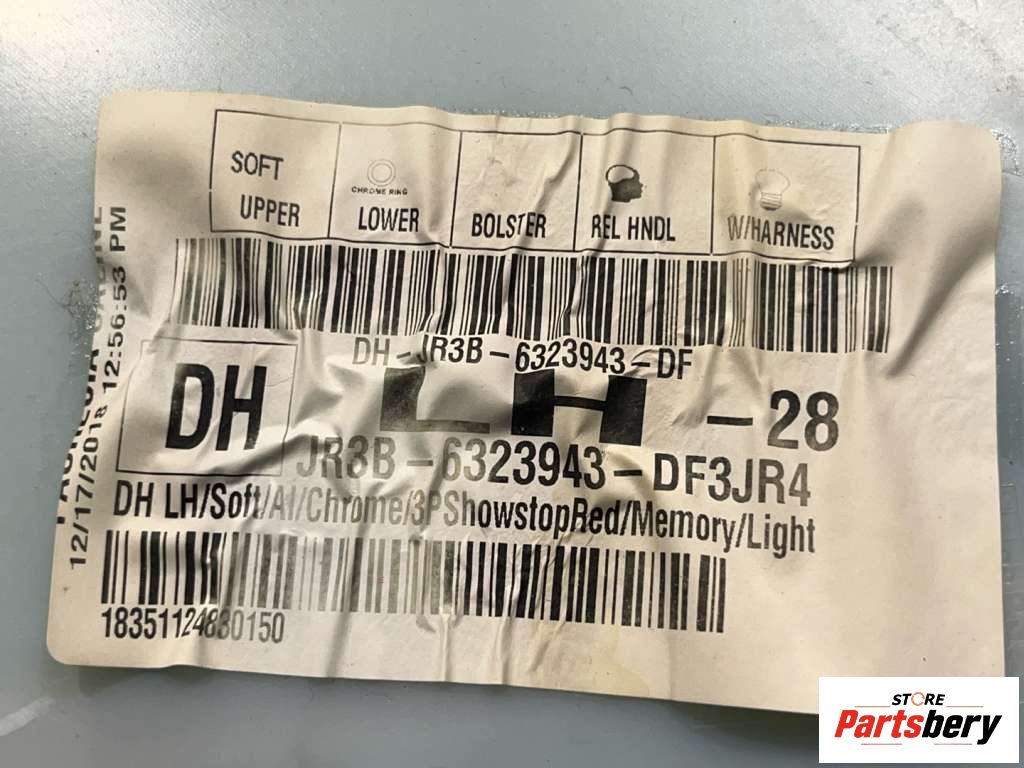 SOFT
UPPER
CHROME RING
LOWER
BOLSTER
REL HNDL
W/HARNESS
DH-JR3B-6323943-DF
DH
LH -28
JR3B-6323943-DF3JR4
DH LH/Soft/Al/Chrome/3PShowstopRed/Memory/Light
18351124830150
12/17/2018 12:56:53 PM
STORE
Partsbery